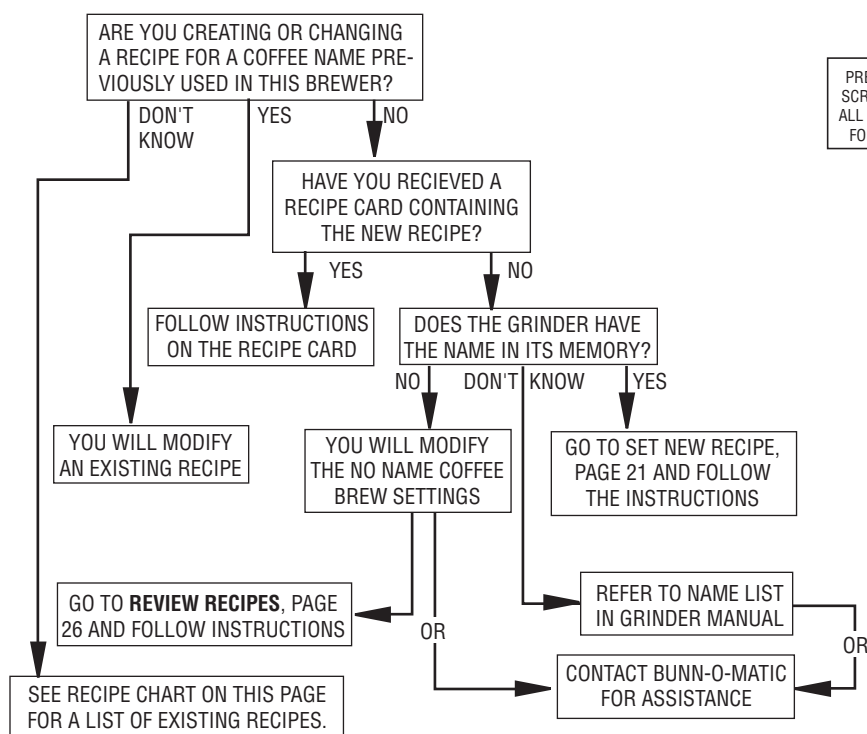 ARE YOU CREATING OR CHANGING
A RECIPE FOR A COFFEE NAME PRE-
VIOUSLY USED IN THIS BREWER?
DON'T
KNOW
YES
NO
HAVE YOU RECIEVED A
RECIPE CARD CONTAINING
THE NEW RECIPE?
YES
NO
FOLLOW INSTRUCTIONS
ON THE RECIPE CARD
DOES THE GRINDER HAVE
THE NAME IN ITS MEMORY?
NO
DON'T KNOW
YES
YOU WILL MODIFY
AN EXISTING RECIPE
YOU WILL MODIFY
THE NO NAME COFFEE
BREW SETTINGS
GO TO SET NEW RECIPE,
PAGE 21 AND FOLLOW
THE INSTRUCTIONS
GO TO REVIEW RECIPES, PAGE
26 AND FOLLOW INSTRUCTIONS
OR
REFER TO NAME LIST
IN GRINDER MANUAL
OR
CONTACT BUNN-O-MATIC
FOR ASSISTANCE
SEE RECIPE CHART ON THIS PAGE
FOR A LIST OF EXISTING RECIPES.
PRE
SCR
ALL
FO